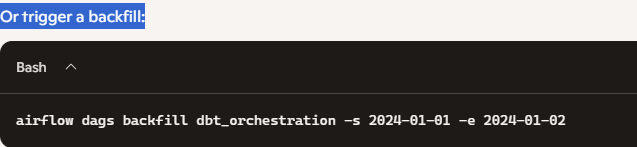 Or trigger a backfill:
Bash
airflow dags backfill dbt_orchestration -s 2024-01-01 -e 2024-01-02